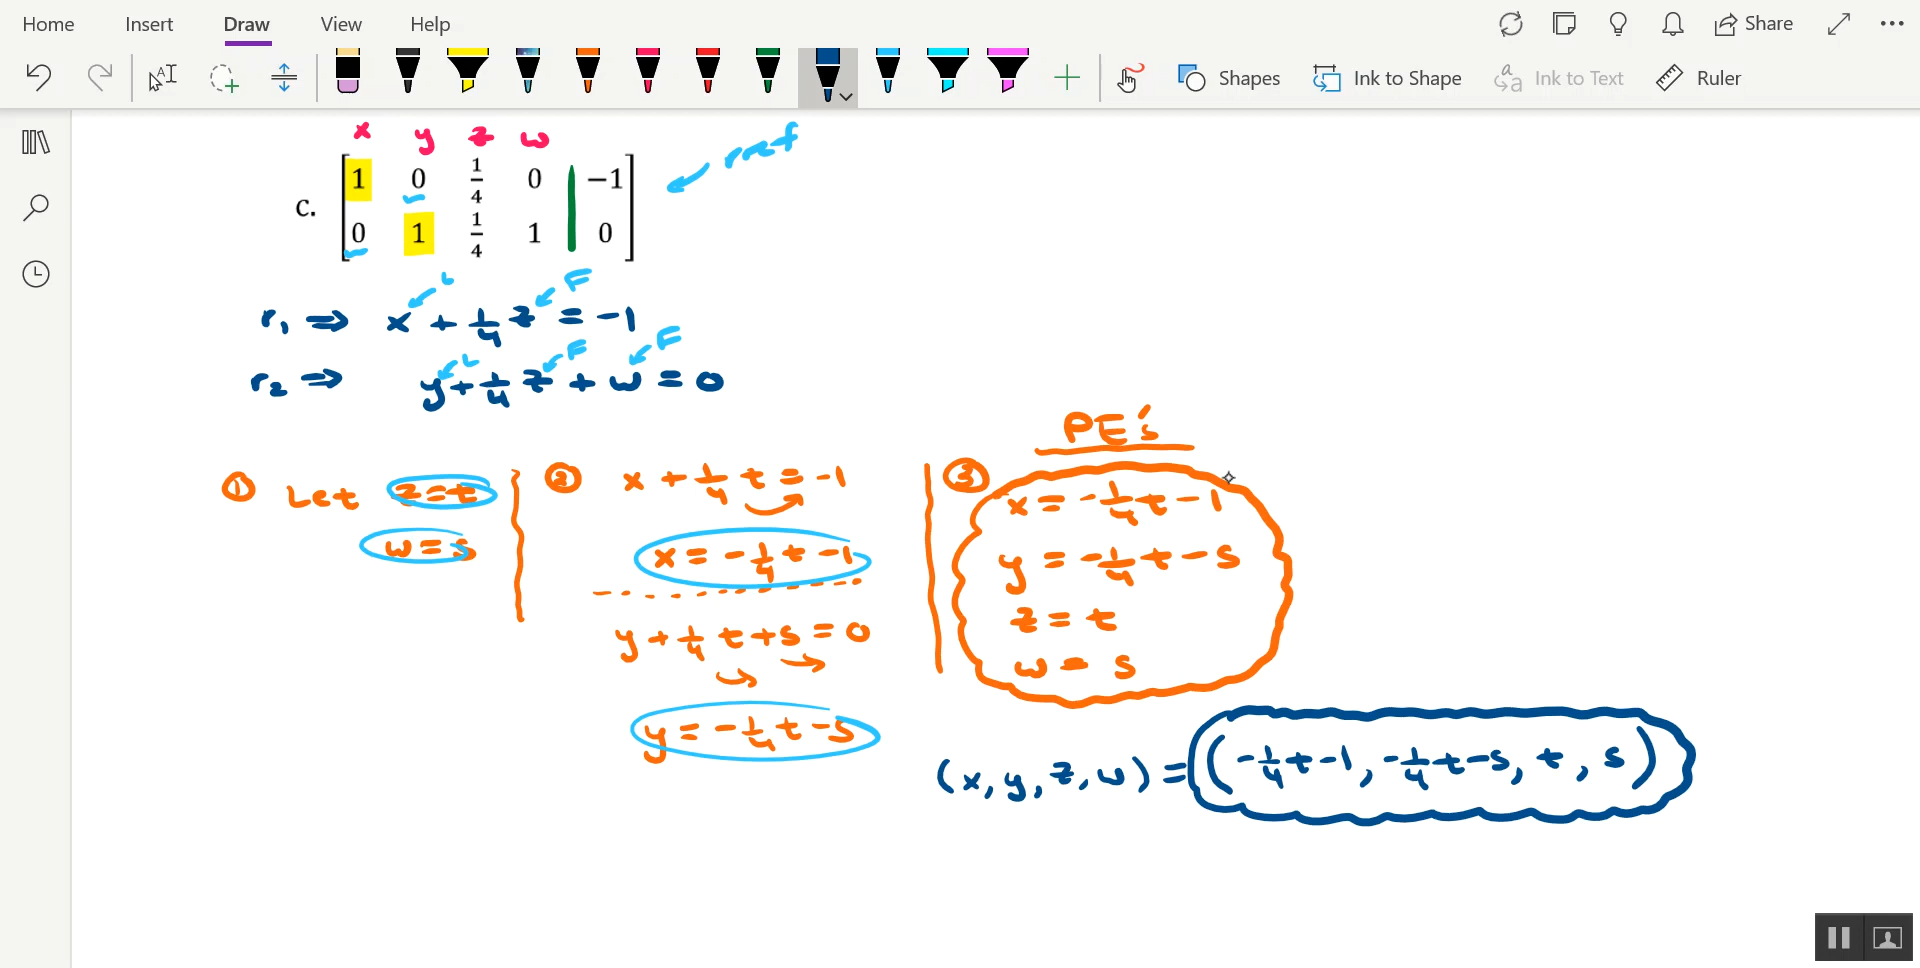 Home Insert Draw View Help Share
Shapes Ink to Shape Ink to Text Ruler
x y z w
rref
c. [ 1 0 1/4 0 | −1 ]
[ 0 1 1/4 1 | 0 ]
L F
r₁ ⇒ x + 1/4 z = −1
L F F
r₂ ⇒ y + 1/4 z + w = 0
PE's
① Let z = t
w = s
② x + 1/4 t = −1
x = −1/4 t − 1
y + 1/4 t + s = 0
y = −1/4 t − s
③ x = −1/4 t − 1
y = −1/4 t − s
z = t
w = s
(x, y, z, w) = (−1/4 t − 1, −1/4 t − s, t, s)